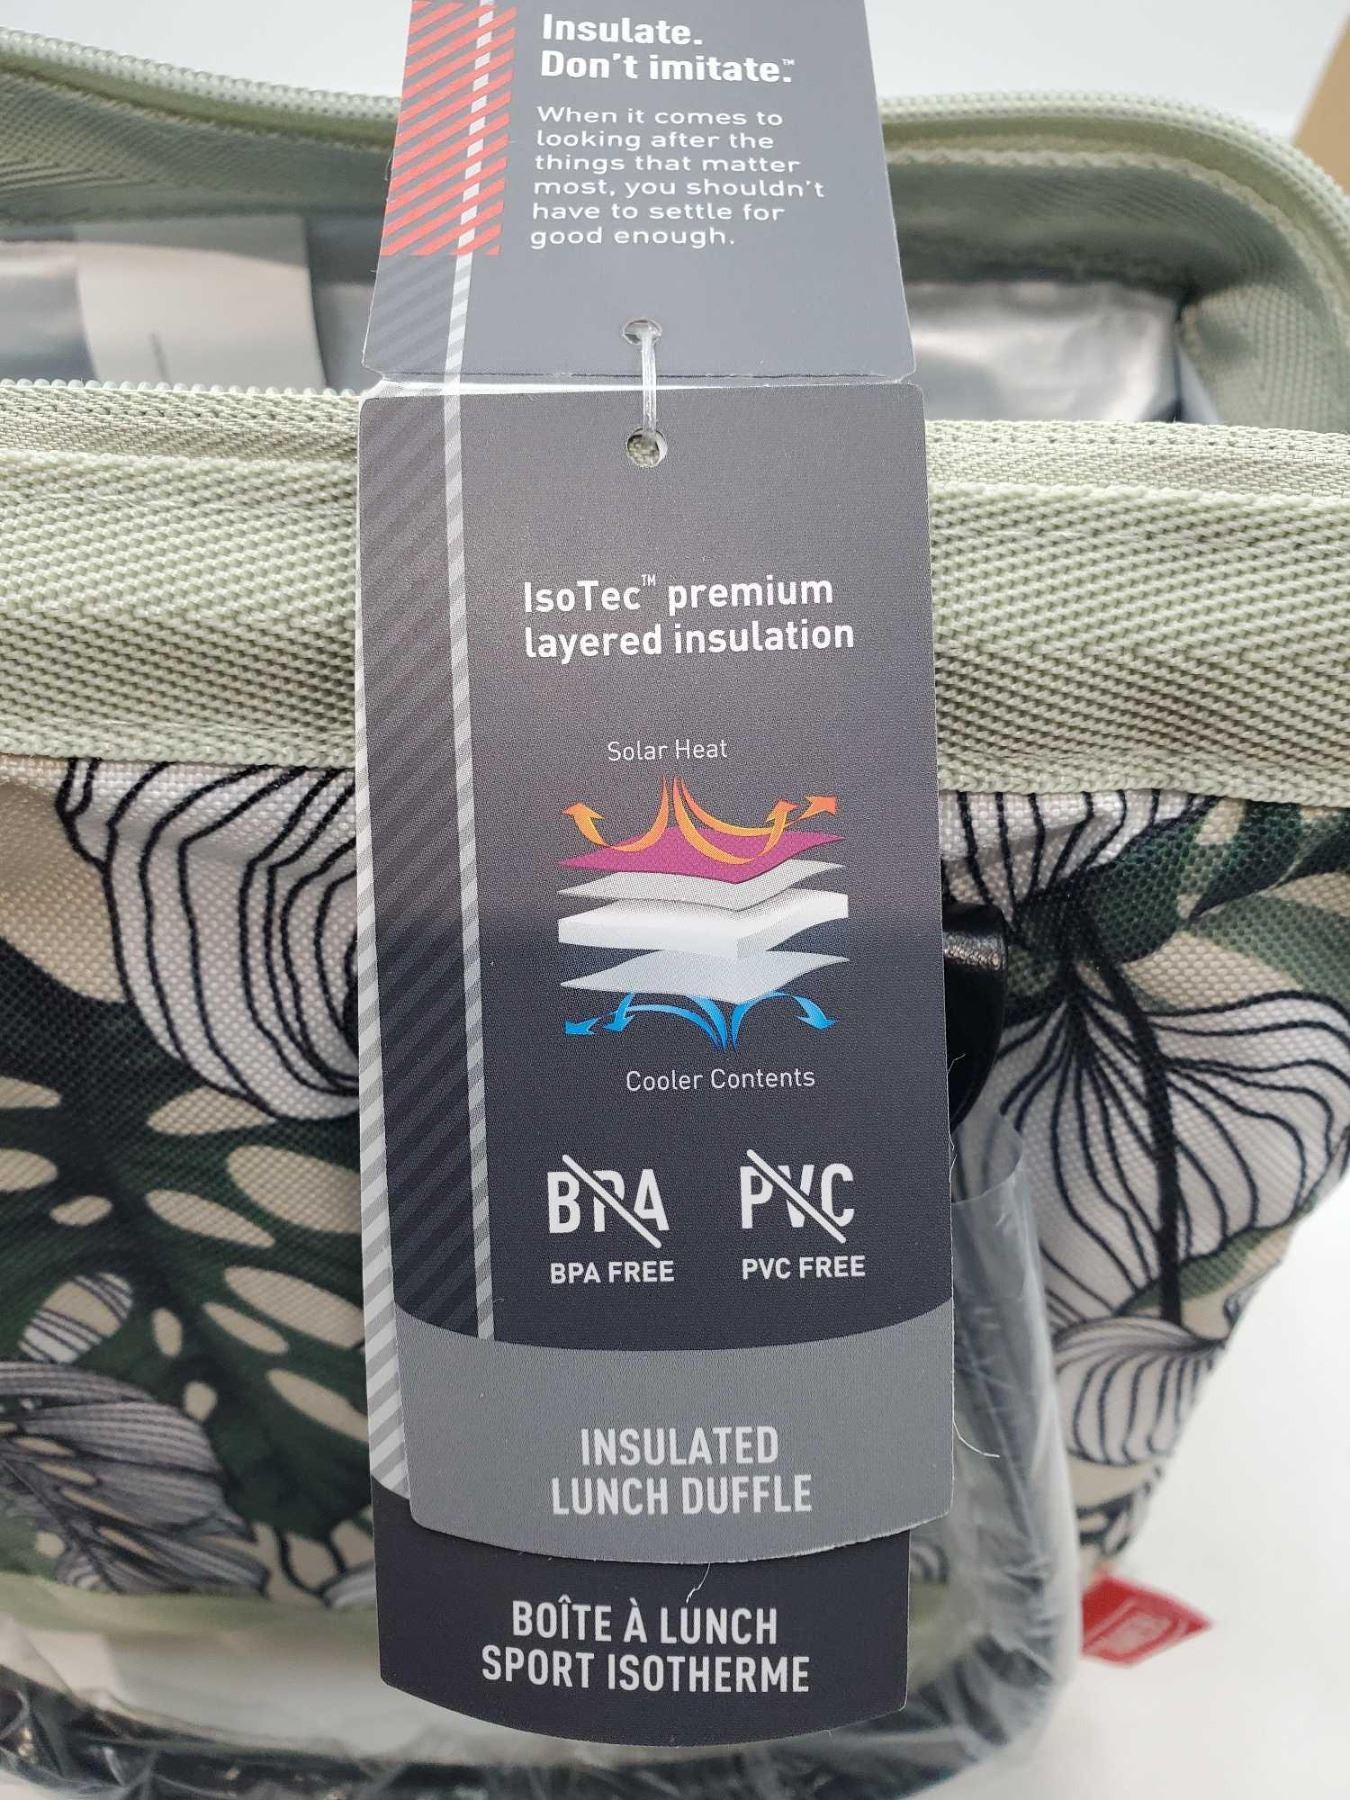 Insulate.
Don't imitate.™
When it comes to
looking after the
things that matter
most, you shouldn't
have to settle for
good enough.
IsoTec™ premium
layered insulation
Solar Heat
Cooler Contents
BPA PVC
BPA FREE PVC FREE
INSULATED
LUNCH DUFFLE
BOÎTE À LUNCH
SPORT ISOTHERME